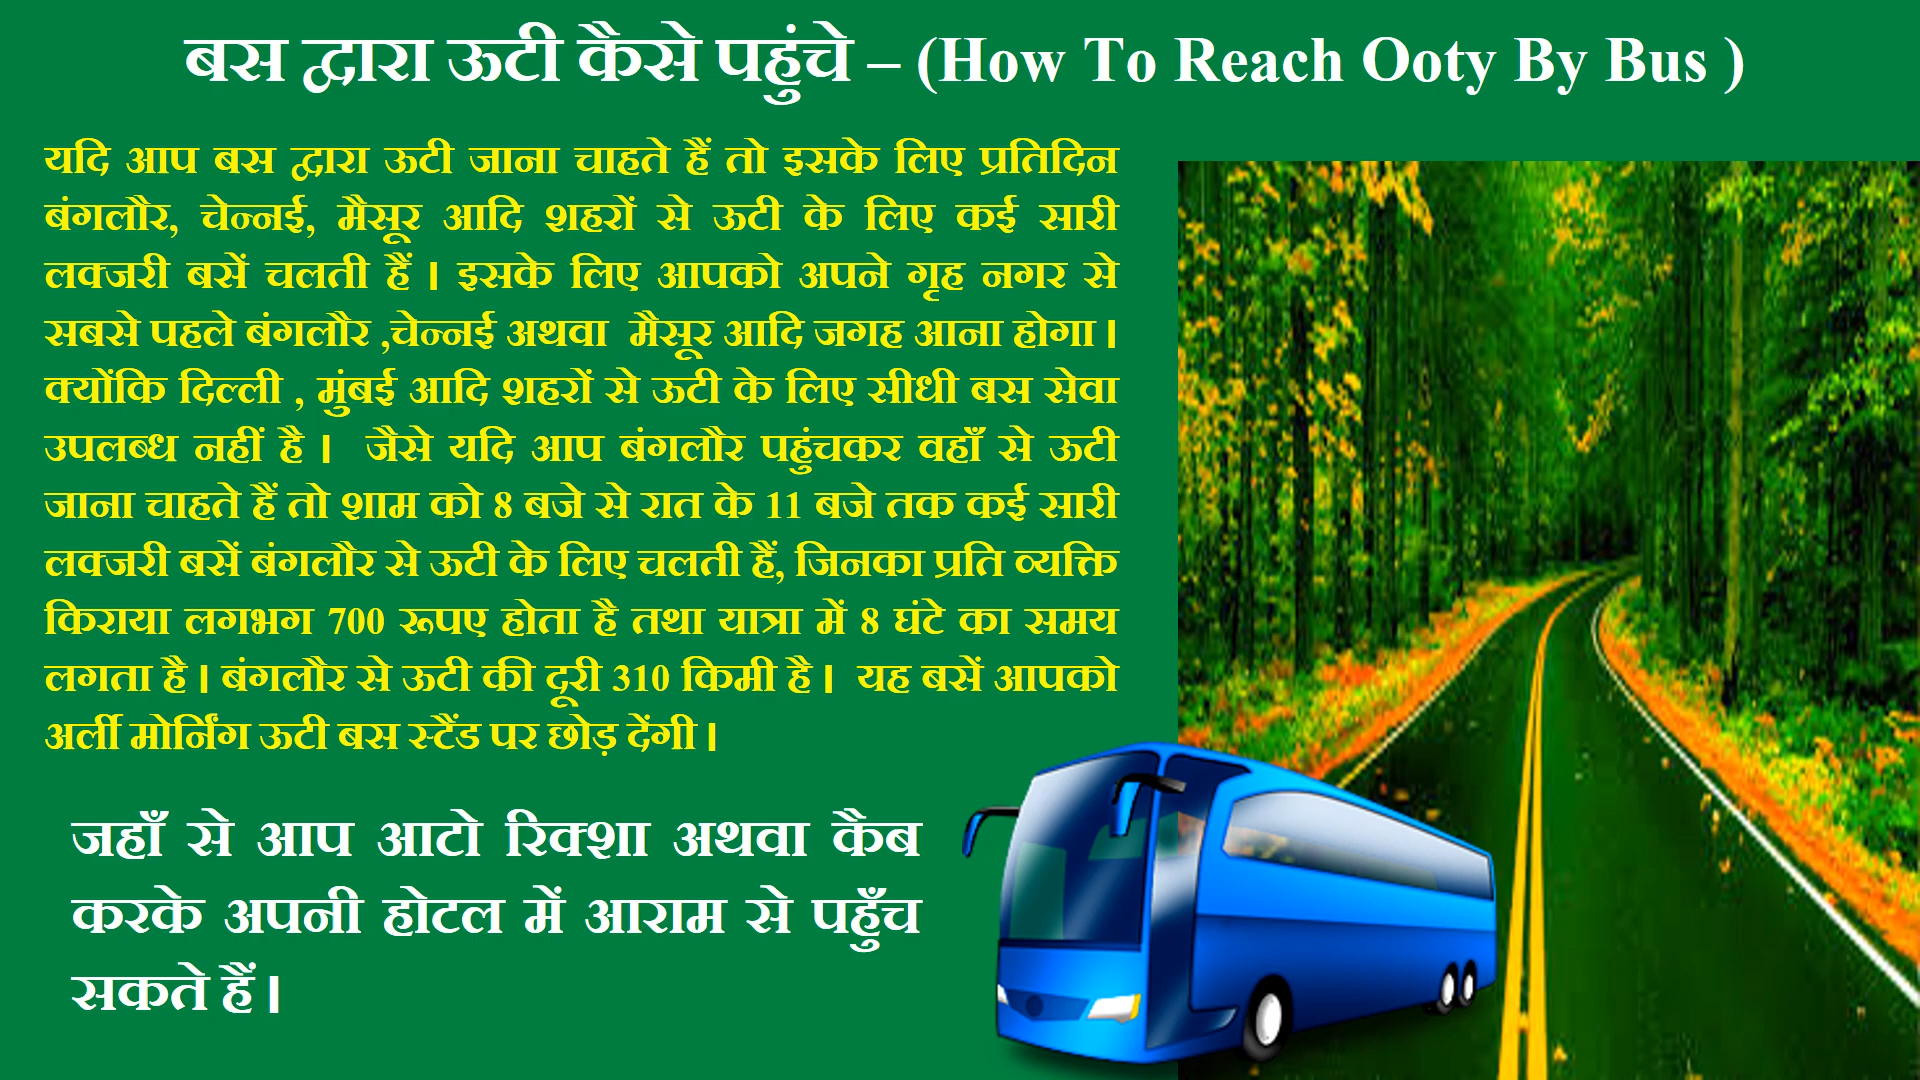 बस द्वारा ऊटी कैसे पहुंचे – (How To Reach Ooty By Bus )
यदि आप बस द्वारा ऊटी जाना चाहते हैं तो इसके लिए प्रतिदिन
बंगलौर, चेन्नई, मैसूर आदि शहरों से ऊटी के लिए कई सारी
लक्जरी बसें चलती हैं । इसके लिए आपको अपने गृह नगर से
सबसे पहले बंगलौर ,चेन्नई अथवा मैसूर आदि जगह आना होगा ।
क्योंकि दिल्ली , मुंबई आदि शहरों से ऊटी के लिए सीधी बस सेवा
उपलब्ध नहीं है । जैसे यदि आप बंगलौर पहुंचकर वहाँ से ऊटी
जाना चाहते हैं तो शाम को 8 बजे से रात के 11 बजे तक कई सारी
लक्जरी बसें बंगलौर से ऊटी के लिए चलती हैं, जिनका प्रति व्यक्ति
किराया लगभग 700 रूपए होता है तथा यात्रा में 8 घंटे का समय
लगता है । बंगलौर से ऊटी की दूरी 310 किमी है । यह बसें आपको
अर्ली मोर्निंग ऊटी बस स्टैंड पर छोड़ देंगी ।
जहाँ से आप आटो रिक्शा अथवा कैब
करके अपनी होटल में आराम से पहुँच
सकते हैं ।